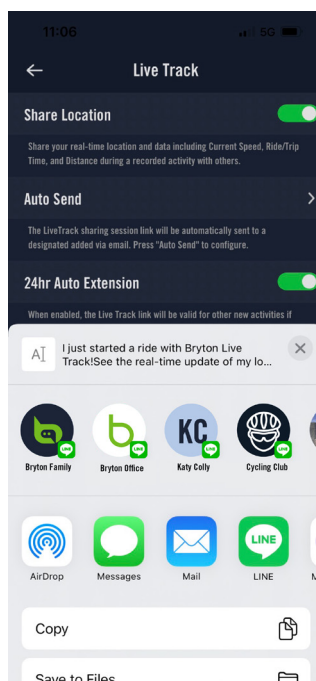 11:06
5G
Live Track
Share Location
Share your real-time location and data including Current Speed, Ride/Trip
Time, and Distance during a recorded activity with others.
Auto Send
The LiveTrack sharing session link will be automatically sent to a
designated added via email. Press "Auto Send" to configure.
24hr Auto Extension
When enabled, the Live Track link will be valid for other new activities if
A
I just started a ride with Bryton Live
Track!See the real-time update of my lo...
KC
LINE LINE LINE LINE
Bryton Family Bryton Office Katy Colly Cycling Club
LINE
AirDrop Messages Mail LINE
Copy
Save to Files